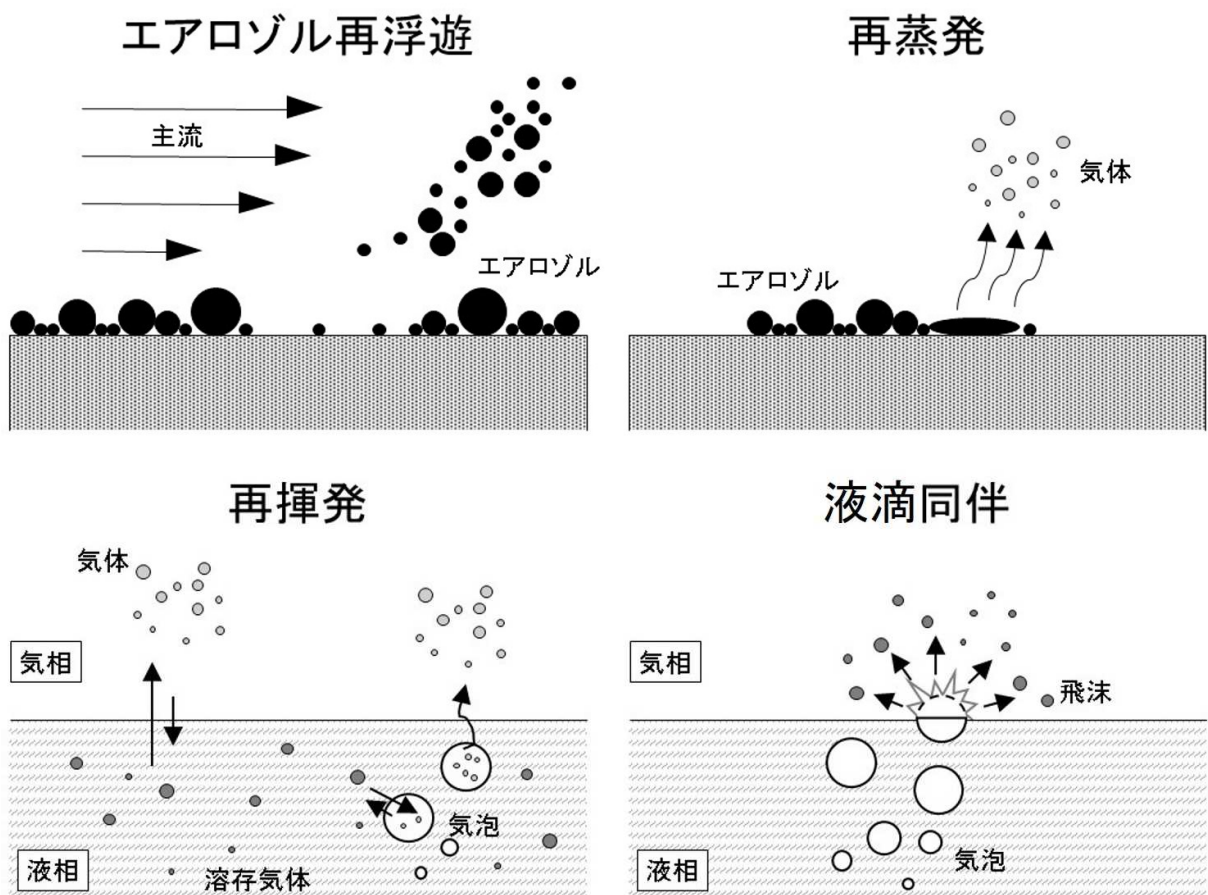 エアロゾル再浮遊
主流
エアロゾル
再蒸発
気体
エアロゾル
再揮発
気体
気相
気泡
液相
溶存気体
液滴同伴
気相
飛沫
液相
気泡